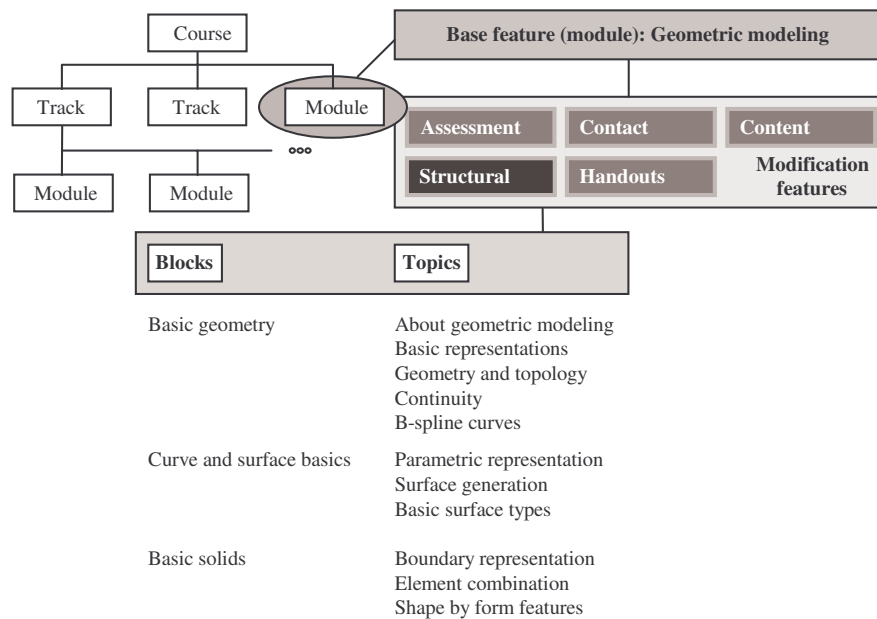 Course
Base feature (module): Geometric modeling
Track
Track
Module
Assessment
Contact
Content
Structural
Handouts
Modification
features
Module
Module
Blocks
Topics
Basic geometry
About geometric modeling
Basic representations
Geometry and topology
Continuity
B-spline curves
Curve and surface basics
Parametric representation
Surface generation
Basic surface types
Basic solids
Boundary representation
Element combination
Shape by form features